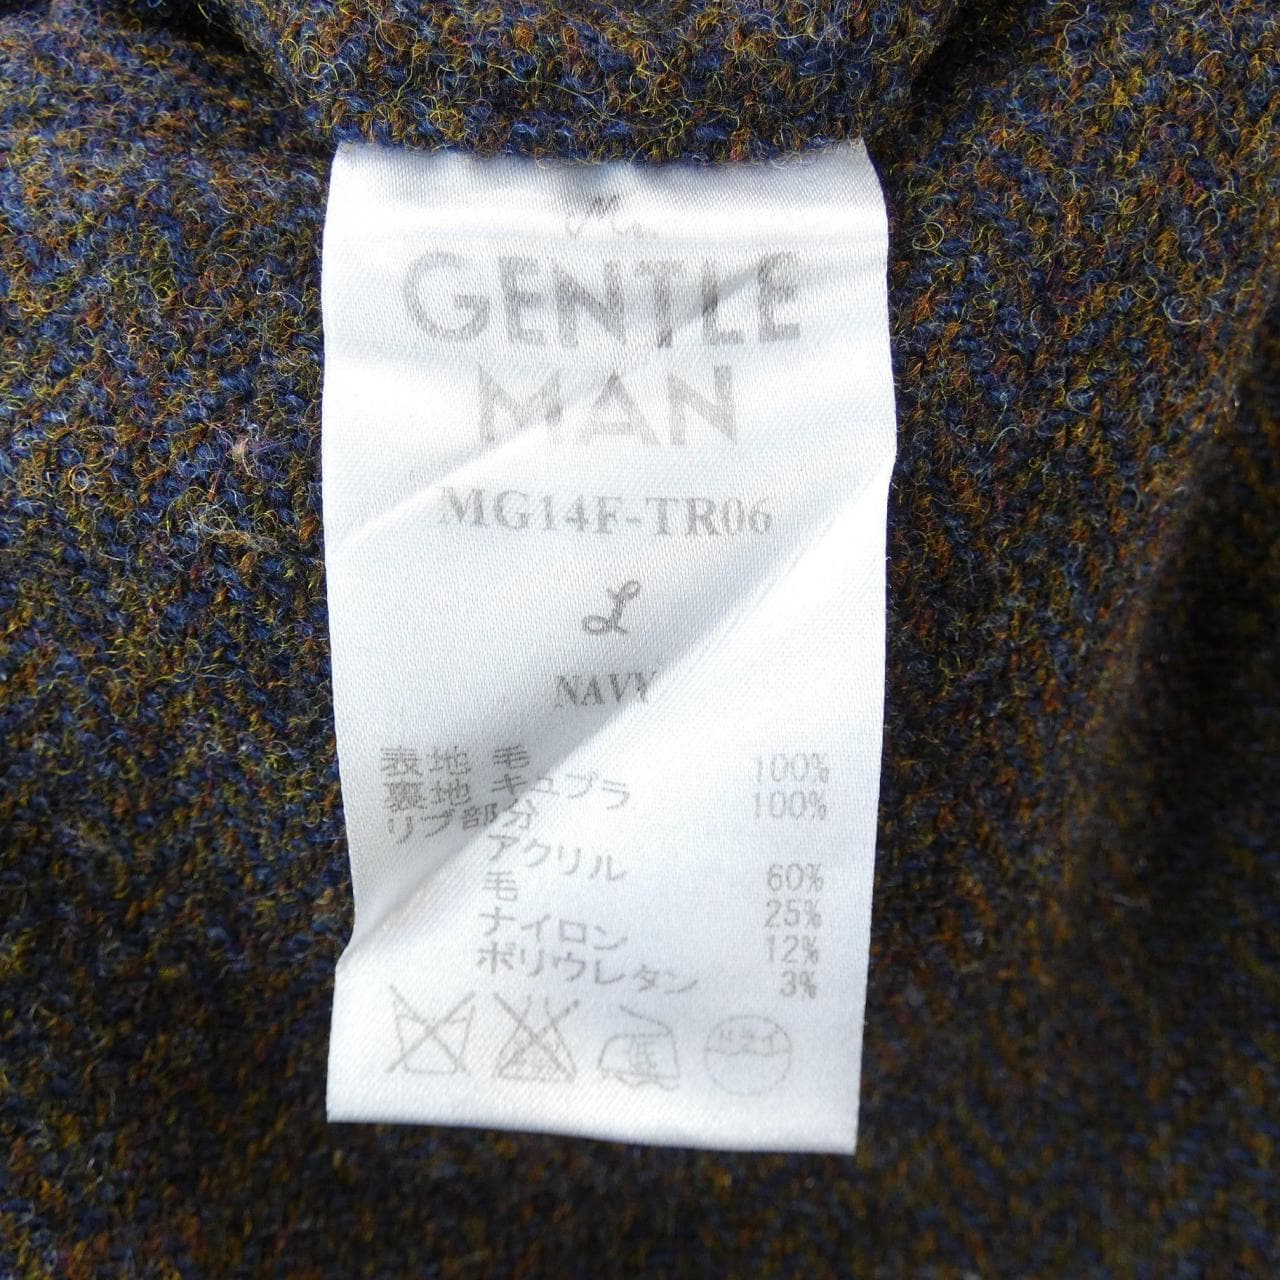 Mr.
GENTLE
MAN
MG14F-TR06
L
NAVY
表地 毛 100%
裏地 キュプラ 100%
リブ部分
アクリル 60%
毛 25%
ナイロン 12%
ポリウレタン 3%
低 ドライ